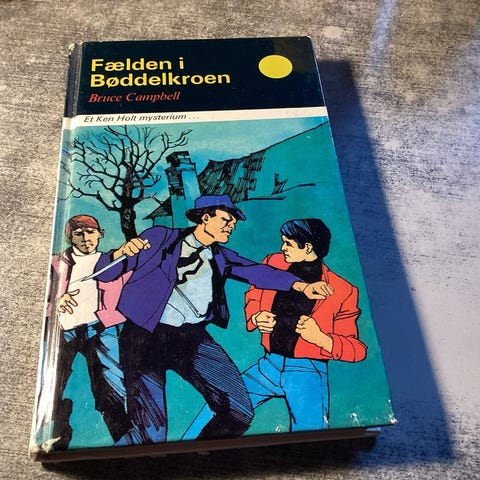 Fælden i
Bøddelkroen
Bruce Campbell
Et Ken Holt mysterium...